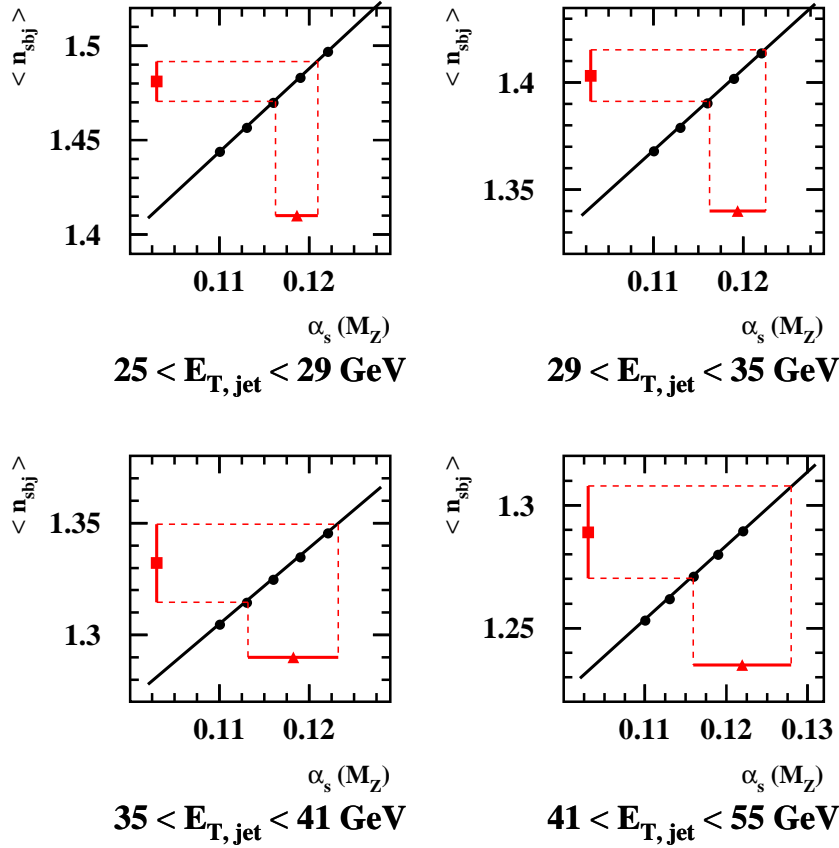 < n_sbj >
1.5
1.45
1.4
0.11
0.12
α_s (M_Z)
25 < E_T, jet < 29 GeV
< n_sbj >
1.4
1.35
0.11
0.12
α_s (M_Z)
29 < E_T, jet < 35 GeV
< n_sbj >
1.35
1.3
0.11
0.12
α_s (M_Z)
35 < E_T, jet < 41 GeV
< n_sbj >
1.3
1.25
0.11
0.12
0.13
α_s (M_Z)
41 < E_T, jet < 55 GeV